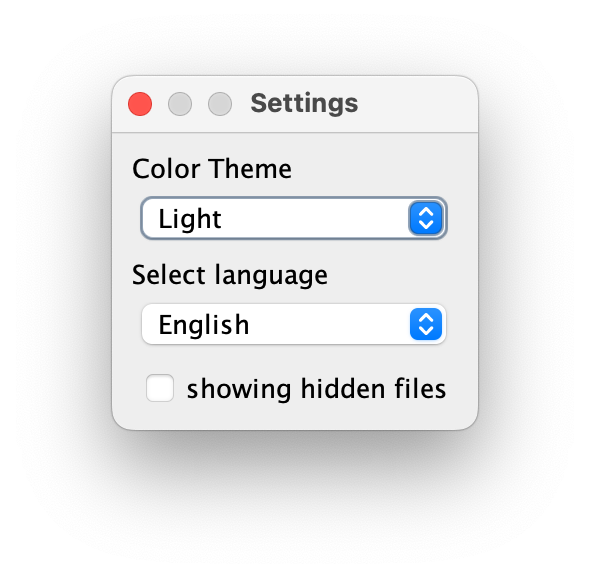 Settings
Color Theme
Light
Select language
English
showing hidden files